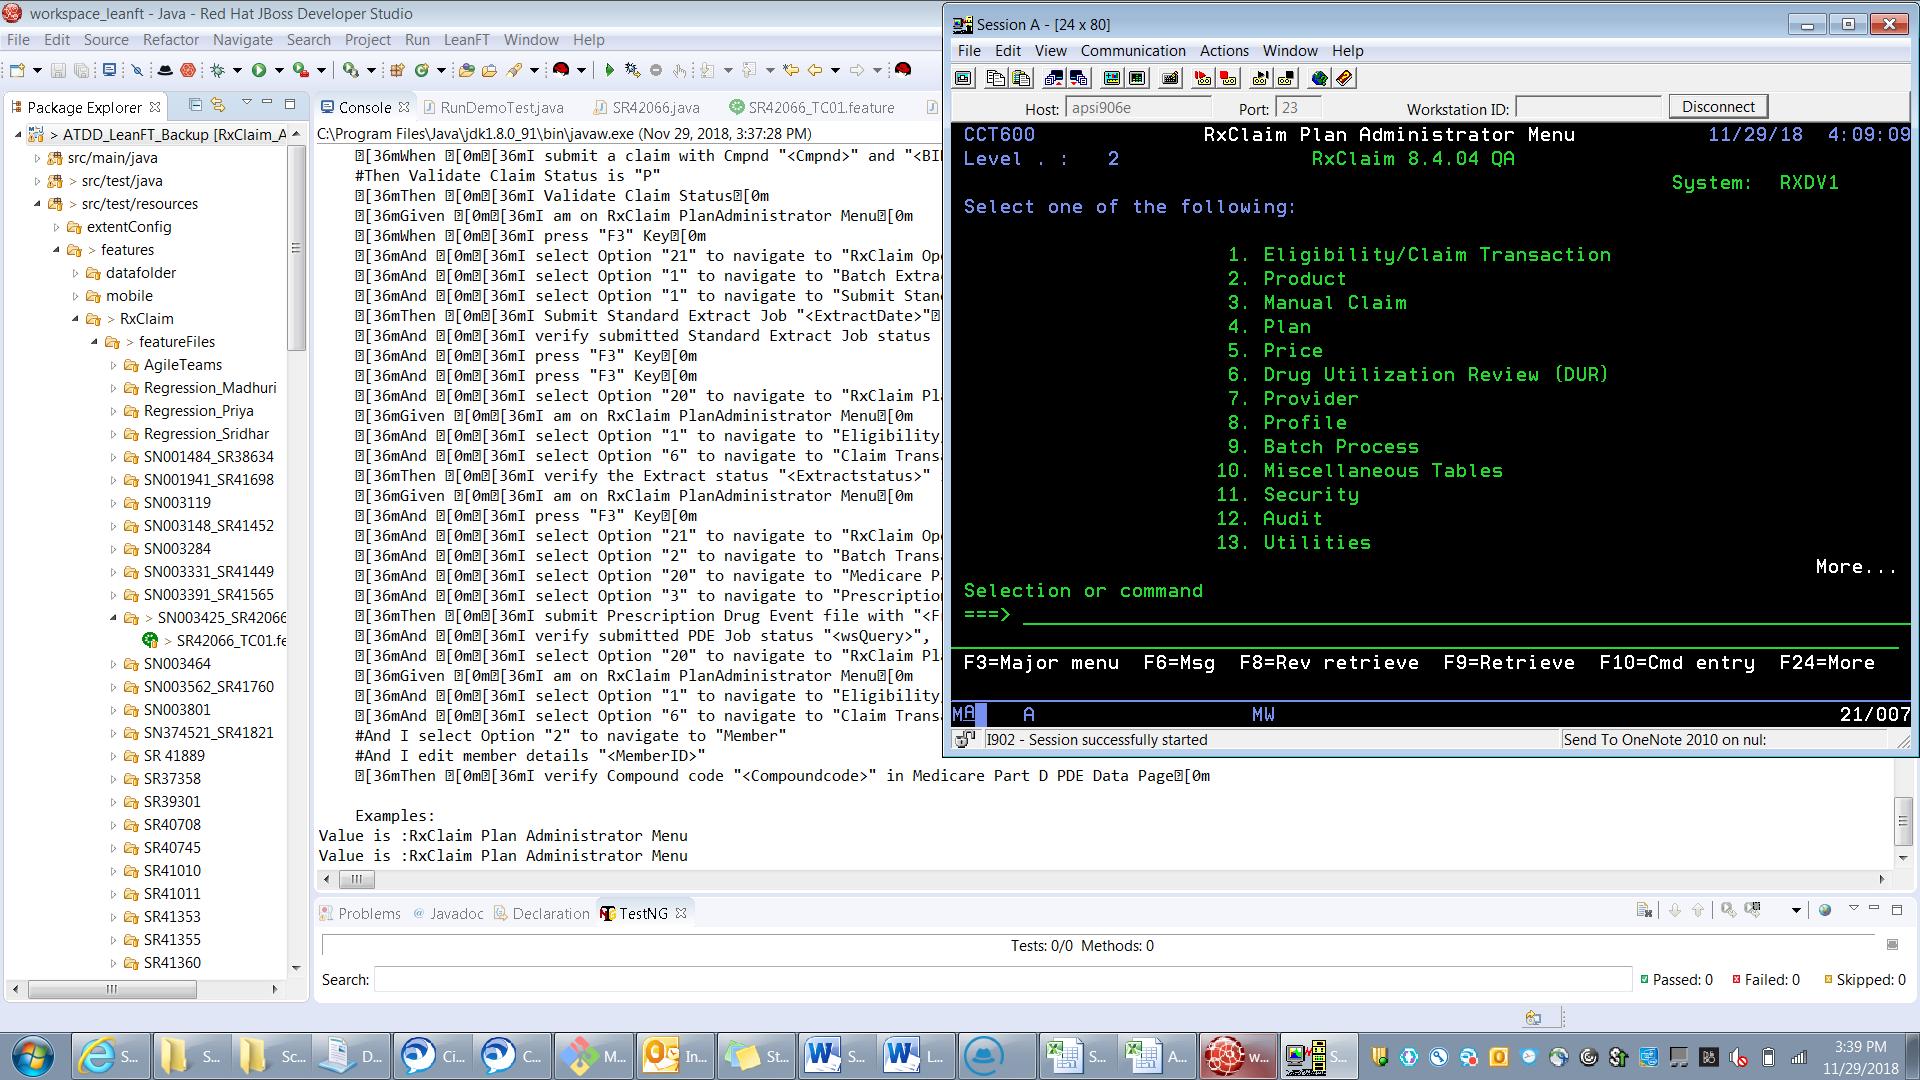 workspace_leanft - Java - Red Hat JBoss Developer Studio
File Edit Source Refactor Navigate Search Project Run LeanFT Window Help
Package Explorer
> ATDD_LeanFT_Backup [RxClaim_A
src/main/java
> src/test/java
> src/test/resources
extentConfig
> features
datafolder
mobile
> RxClaim
> featureFiles
AgileTeams
Regression_Madhuri
Regression_Priya
Regression_Sridhar
SN001484_SR38634
SN001941_SR41698
SN003119
SN003148_SR41452
SN003284
SN003331_SR41449
SN003391_SR41565
> SN003425_SR42066
> SR42066_TC01.fe
SN003464
SN003562_SR41760
SN003801
SN374521_SR41821
SR 41889
SR37358
SR39301
SR40708
SR40745
SR41010
SR41011
SR41353
SR41355
SR41360
Console RunDemoTest.java SR42066.java SR42066_TC01.feature
C:\Program Files\Java\jdk1.8.0_91\bin\javaw.exe (Nov 29, 2018, 3:37:28 PM)
[36mWhen [0m[36mI submit a claim with Cmpnd "<Cmpnd>" and "<BI
#Then Validate Claim Status is "P"
[36mThen [0m[36mI Validate Claim Status[0m
[36mGiven [0m[36mI am on RxClaim PlanAdministrator Menu[0m
[36mWhen [0m[36mI press "F3" Key[0m
[36mAnd [0m[36mI select Option "21" to navigate to "RxClaim Op
[36mAnd [0m[36mI select Option "1" to navigate to "Batch Extra
[36mAnd [0m[36mI select Option "1" to navigate to "Submit Stan
[36mThen [0m[36mI Submit Standard Extract Job "<ExtractDate>"
[36mAnd [0m[36mI verify submitted Standard Extract Job status
[36mAnd [0m[36mI press "F3" Key[0m
[36mAnd [0m[36mI press "F3" Key[0m
[36mAnd [0m[36mI select Option "20" to navigate to "RxClaim Pl
[36mGiven [0m[36mI am on RxClaim PlanAdministrator Menu[0m
[36mAnd [0m[36mI select Option "1" to navigate to "Eligibility
[36mAnd [0m[36mI select Option "6" to navigate to "Claim Transa
[36mThen [0m[36mI verify the Extract status "<Extractstatus>"
[36mGiven [0m[36mI am on RxClaim PlanAdministrator Menu[0m
[36mAnd [0m[36mI press "F3" Key[0m
[36mAnd [0m[36mI select Option "21" to navigate to "RxClaim Op
[36mAnd [0m[36mI select Option "2" to navigate to "Batch Transa
[36mAnd [0m[36mI select Option "20" to navigate to "Medicare Pa
[36mAnd [0m[36mI select Option "3" to navigate to "Prescription
[36mThen [0m[36mI submit Prescription Drug Event file with "<F
[36mAnd [0m[36mI verify submitted PDE Job status "<wsQuery>",
[36mAnd [0m[36mI select Option "20" to navigate to "RxClaim Pla
[36mGiven [0m[36mI am on RxClaim PlanAdministrator Menu[0m
[36mAnd [0m[36mI select Option "1" to navigate to "Eligibility
[36mAnd [0m[36mI select Option "6" to navigate to "Claim Transa
#And I select Option "2" to navigate to "Member"
#And I edit member details "<MemberID>"
[36mThen [0m[36mI verify Compound code "<Compoundcode>" in Medicare Part D PDE Data Page[0m
Examples:
Value is :RxClaim Plan Administrator Menu
Value is :RxClaim Plan Administrator Menu
Problems @ Javadoc Declaration TestNG
Tests: 0/0 Methods: 0
Search: Passed: 0 Failed: 0 Skipped: 0
Session A - [24 x 80]
File Edit View Communication Actions Window Help
Host: apsi906e Port: 23 Workstation ID: Disconnect
CCT600 RxClaim Plan Administrator Menu 11/29/18 4:09:09
Level . : 2 RxClaim 8.4.04 QA
System: RXDV1
Select one of the following:
1. Eligibility/Claim Transaction
2. Product
3. Manual Claim
4. Plan
5. Price
6. Drug Utilization Review (DUR)
7. Provider
8. Profile
9. Batch Process
10. Miscellaneous Tables
11. Security
12. Audit
13. Utilities
More...
Selection or command
===>
F3=Major menu F6=Msg F8=Rev retrieve F9=Retrieve F10=Cmd entry F24=More
MA A MW 21/007
I902 - Session successfully started Send To OneNote 2010 on nul:
S... S... Sc... D... Ci... C... M... In... St... S... L... S... A... w... S...
3:39 PM
11/29/2018